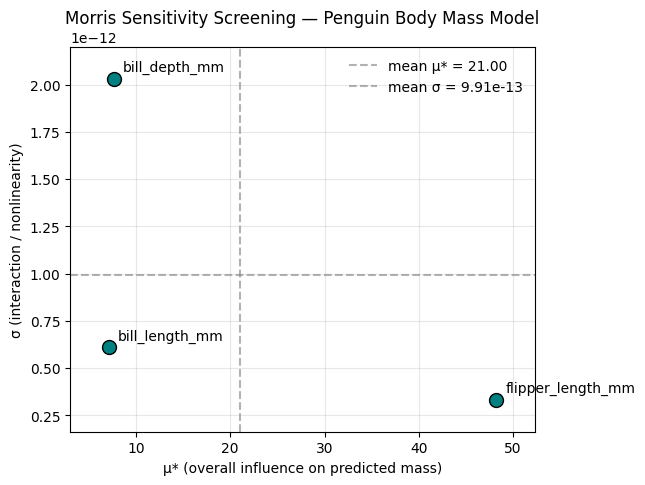 Morris Sensitivity Screening — Penguin Body Mass Model
1e−12
bill_depth_mm
mean μ* = 21.00
mean σ = 9.91e-13
2.00
1.75
1.50
1.25
1.00
0.75
0.50
0.25
σ (interaction / nonlinearity)
bill_length_mm
flipper_length_mm
10
20
30
40
50
μ* (overall influence on predicted mass)